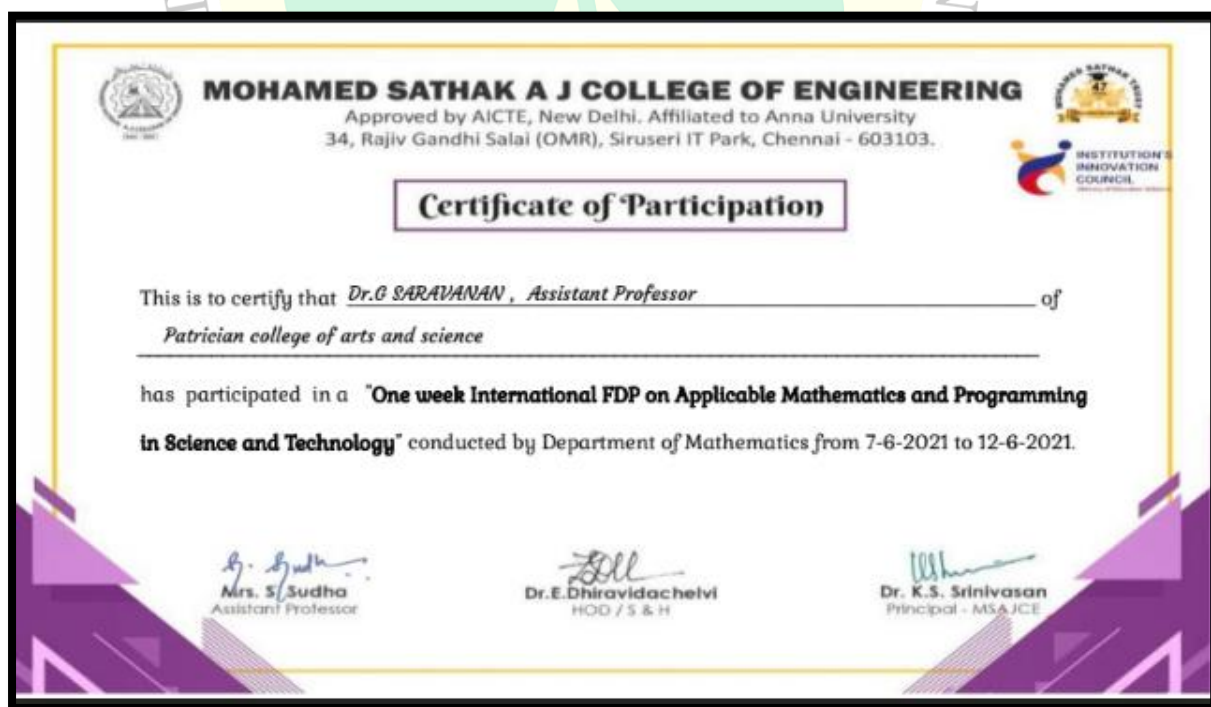 MOHAMED SATHAK A J COLLEGE OF ENGINEERING
Approved by AICTE, New Delhi. Affiliated to Anna University
34, Rajiv Gandhi Salai (OMR), Siruseri IT Park, Chennai - 603103.
MOHAMED SATHAK TRUST
47
INSTITUTION'S
INNOVATION
COUNCIL
Certificate of Participation
This is to certify that Dr.G SARAVANAN , Assistant Professor of
Patrician college of arts and science
has participated in a "One week International FDP on Applicable Mathematics and Programming
in Science and Technology" conducted by Department of Mathematics from 7-6-2021 to 12-6-2021.
Mrs. S. Sudha
Assistant Professor
Dr.E.Dhiravidachelvi
HOD / S & H
Dr. K.S. Srinivasan
Principal - MSAJCE